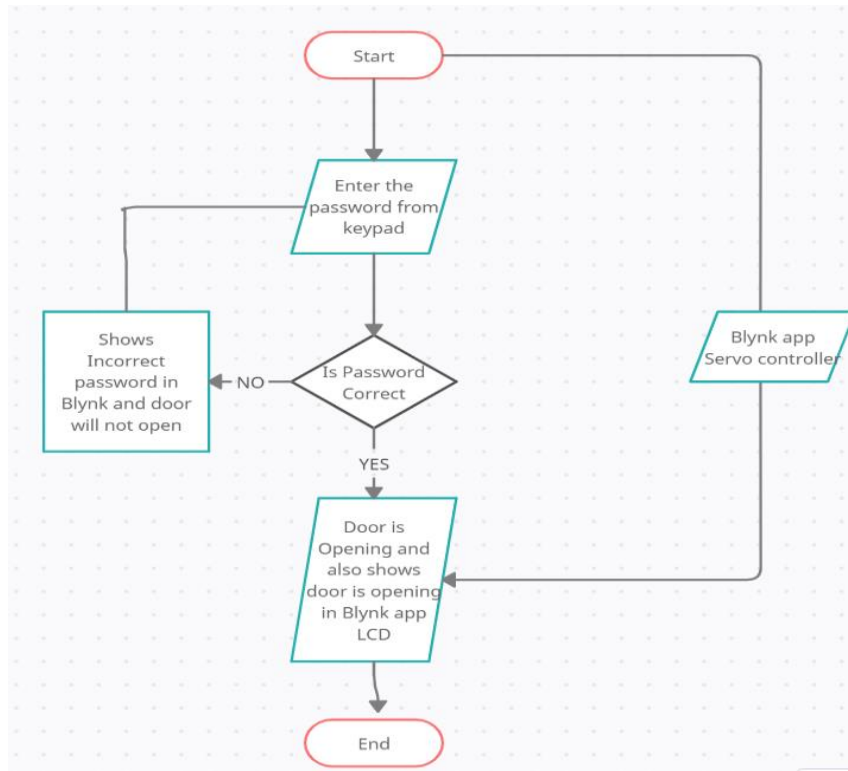 Start
Enter the
password from
keypad
Shows
Incorrect
password in
Blynk and door
will not open
NO
Is Password
Correct
Blynk app
Servo controller
YES
Door is
Opening and
also shows
door is opening
in Blynk app
LCD
End